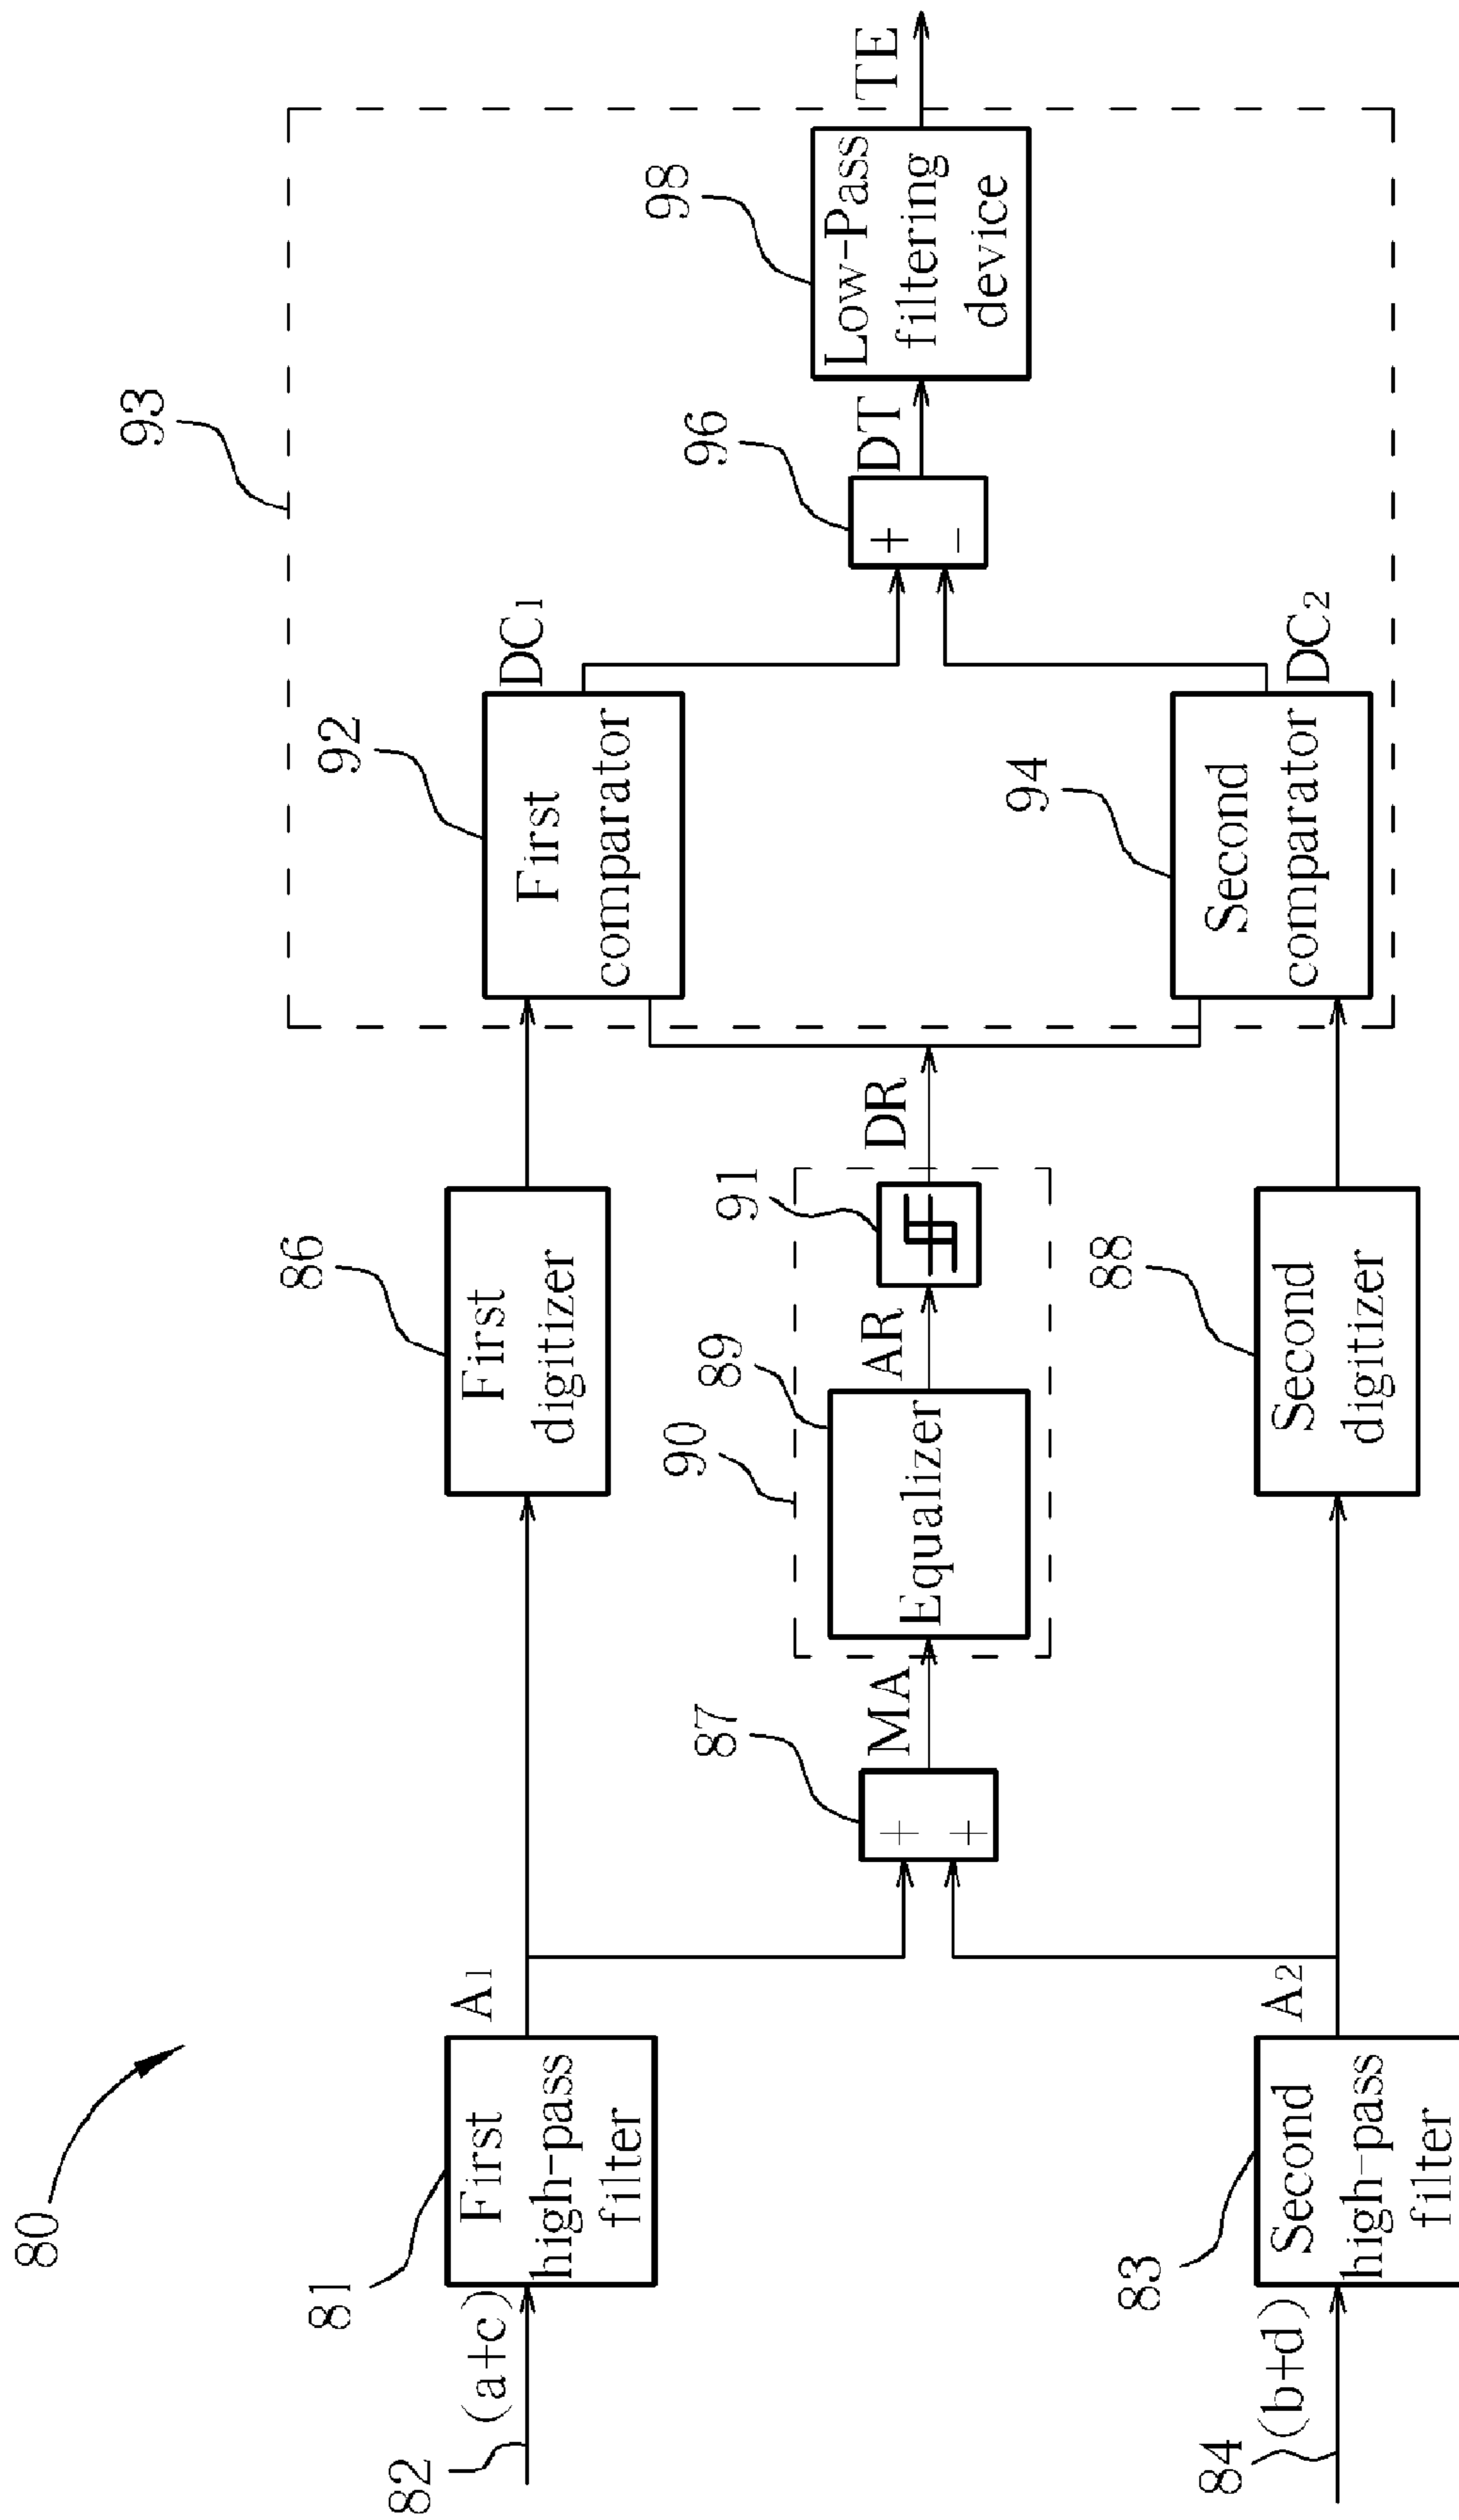 80
82
(a+c)
81
First
high-pass
filter
A1
86
First
digitizer
92
First
comparator
DC1
93
87
+
+
MA
90
89
Equalizer
AR
91
DR
96
+
−
DT
98
Low-Pass
filtering
device
TE
84
(b+d)
83
Second
high-pass
filter
A2
88
Second
digitizer
94
Second
comparator
DC2